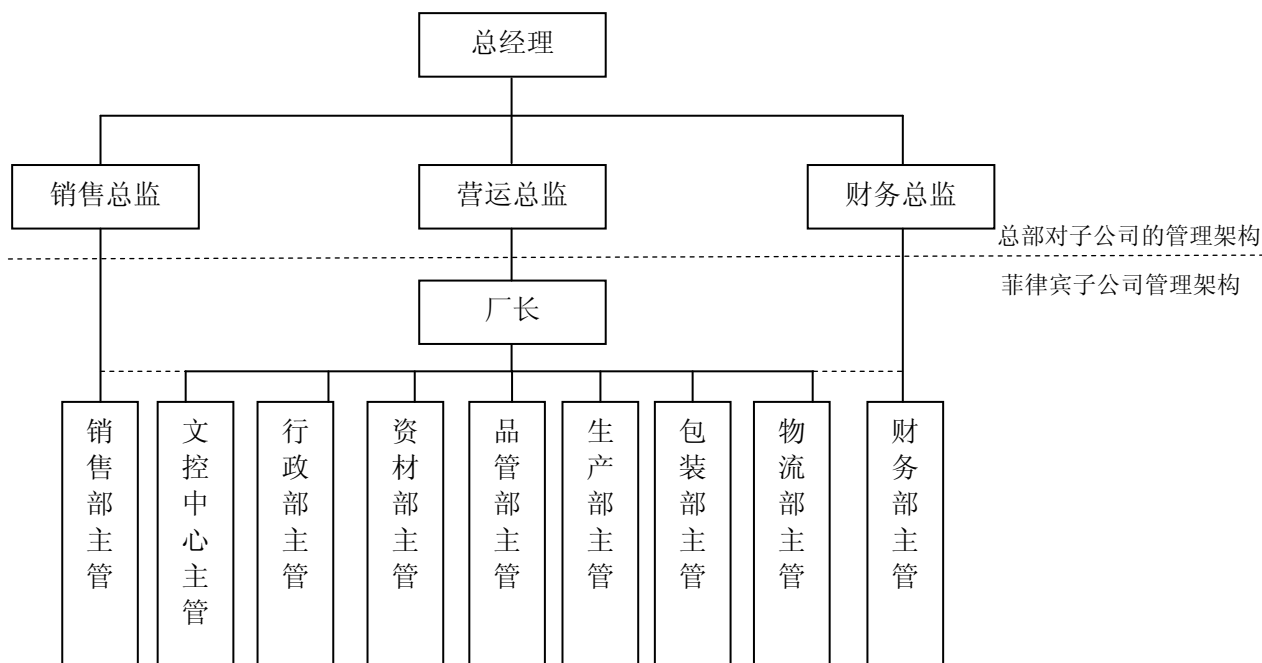 总经理
销售总监
营运总监
财务总监
总部对子公司的管理架构
菲律宾子公司管理架构
厂长
销售部主管
文控中心主管
行政部主管
资材部主管
品管部主管
生产部主管
包装部主管
物流部主管
财务部主管